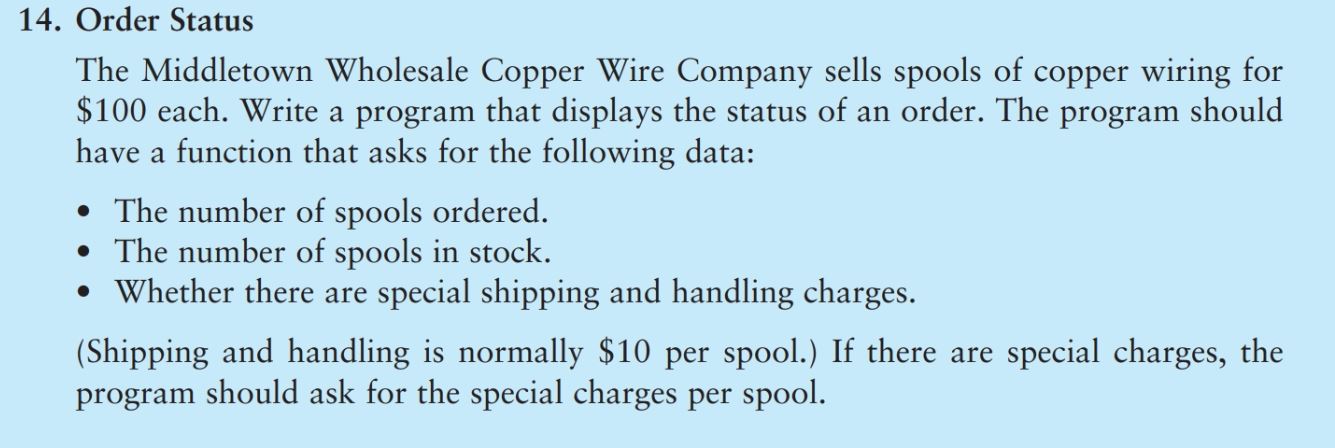 14. Order Status
The Middletown Wholesale Copper Wire Company sells spools of copper wiring for
$100 each. Write a program that displays the status of an order. The program should
have a function that asks for the following data:
• The number of spools ordered.
• The number of spools in stock.
• Whether there are special shipping and handling charges.
(Shipping and handling is normally $10 per spool.) If there are special charges, the
program should ask for the special charges per spool.